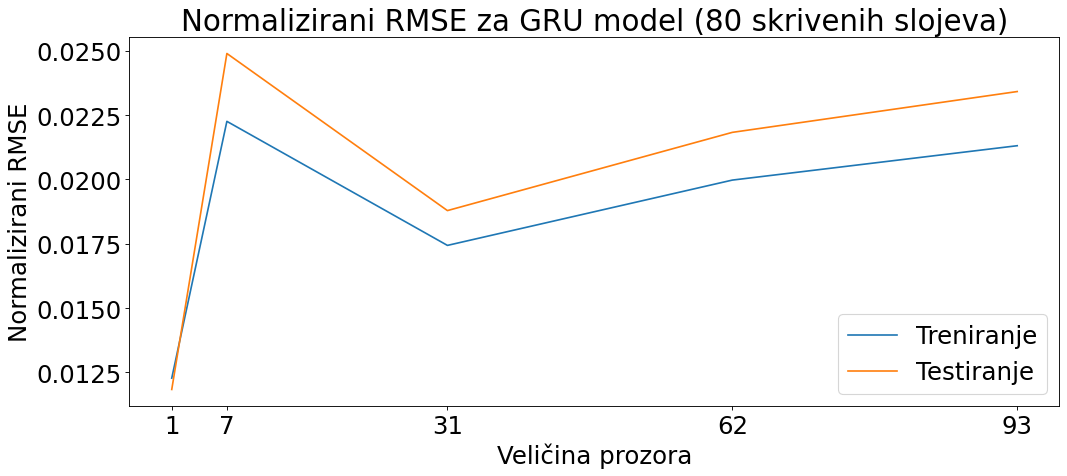 Normalizirani RMSE za GRU model (80 skrivenih slojeva)
Normalizirani RMSE
0.0250
0.0225
0.0200
0.0175
0.0150
0.0125
Treniranje
Testiranje
1 7 31 62 93
Veličina prozora